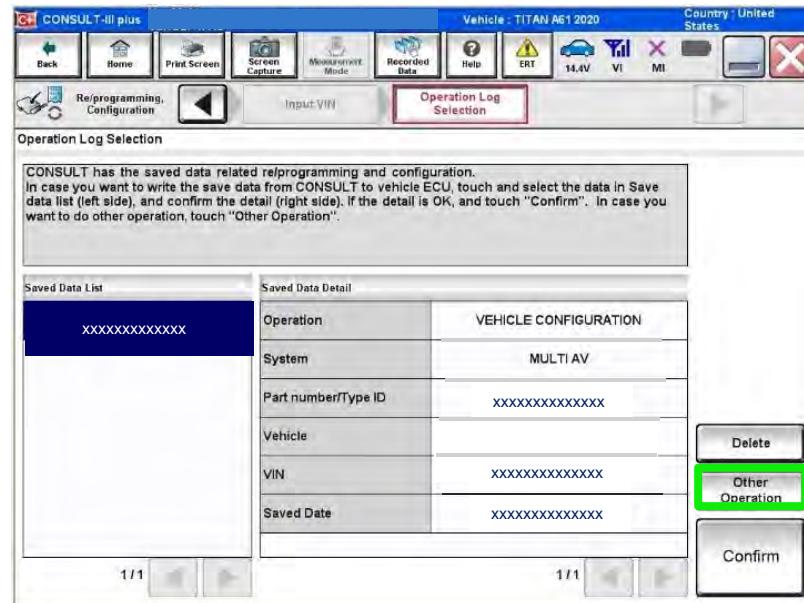 C+ CONSULT-III plus
Vehicle : TITAN A61 2020
Country : United States
Back
Home
Print Screen
Screen Capture
Measurement Mode
Recorded Data
Help
ERT
14.4V
VI
MI
Re/programming, Configuration
Input VIN
Operation Log Selection
Operation Log Selection
CONSULT has the saved data related re/programming and configuration.
In case you want to write the save data from CONSULT to vehicle ECU, touch and select the data in Save
data list (left side), and confirm the detail (right side). If the detail is OK, and touch "Confirm". In case you
want to do other operation, touch "Other Operation".
Saved Data List
Saved Data Detail
xxxxxxxxxxxxx
Operation VEHICLE CONFIGURATION
System MULTI AV
Part number/Type ID xxxxxxxxxxxxxx
Vehicle
VIN xxxxxxxxxxxxxx
Saved Date xxxxxxxxxxxxxx
Delete
Other Operation
Confirm
1/1
1/1